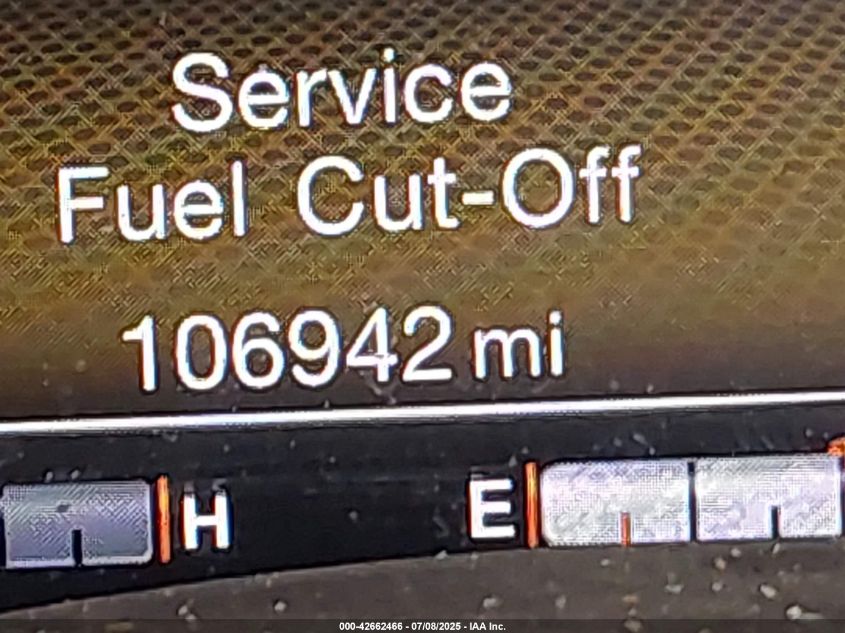 Service
Fuel Cut-Off
106942 mi
H E
000-42662466 - 07/08/2025 - IAA Inc.